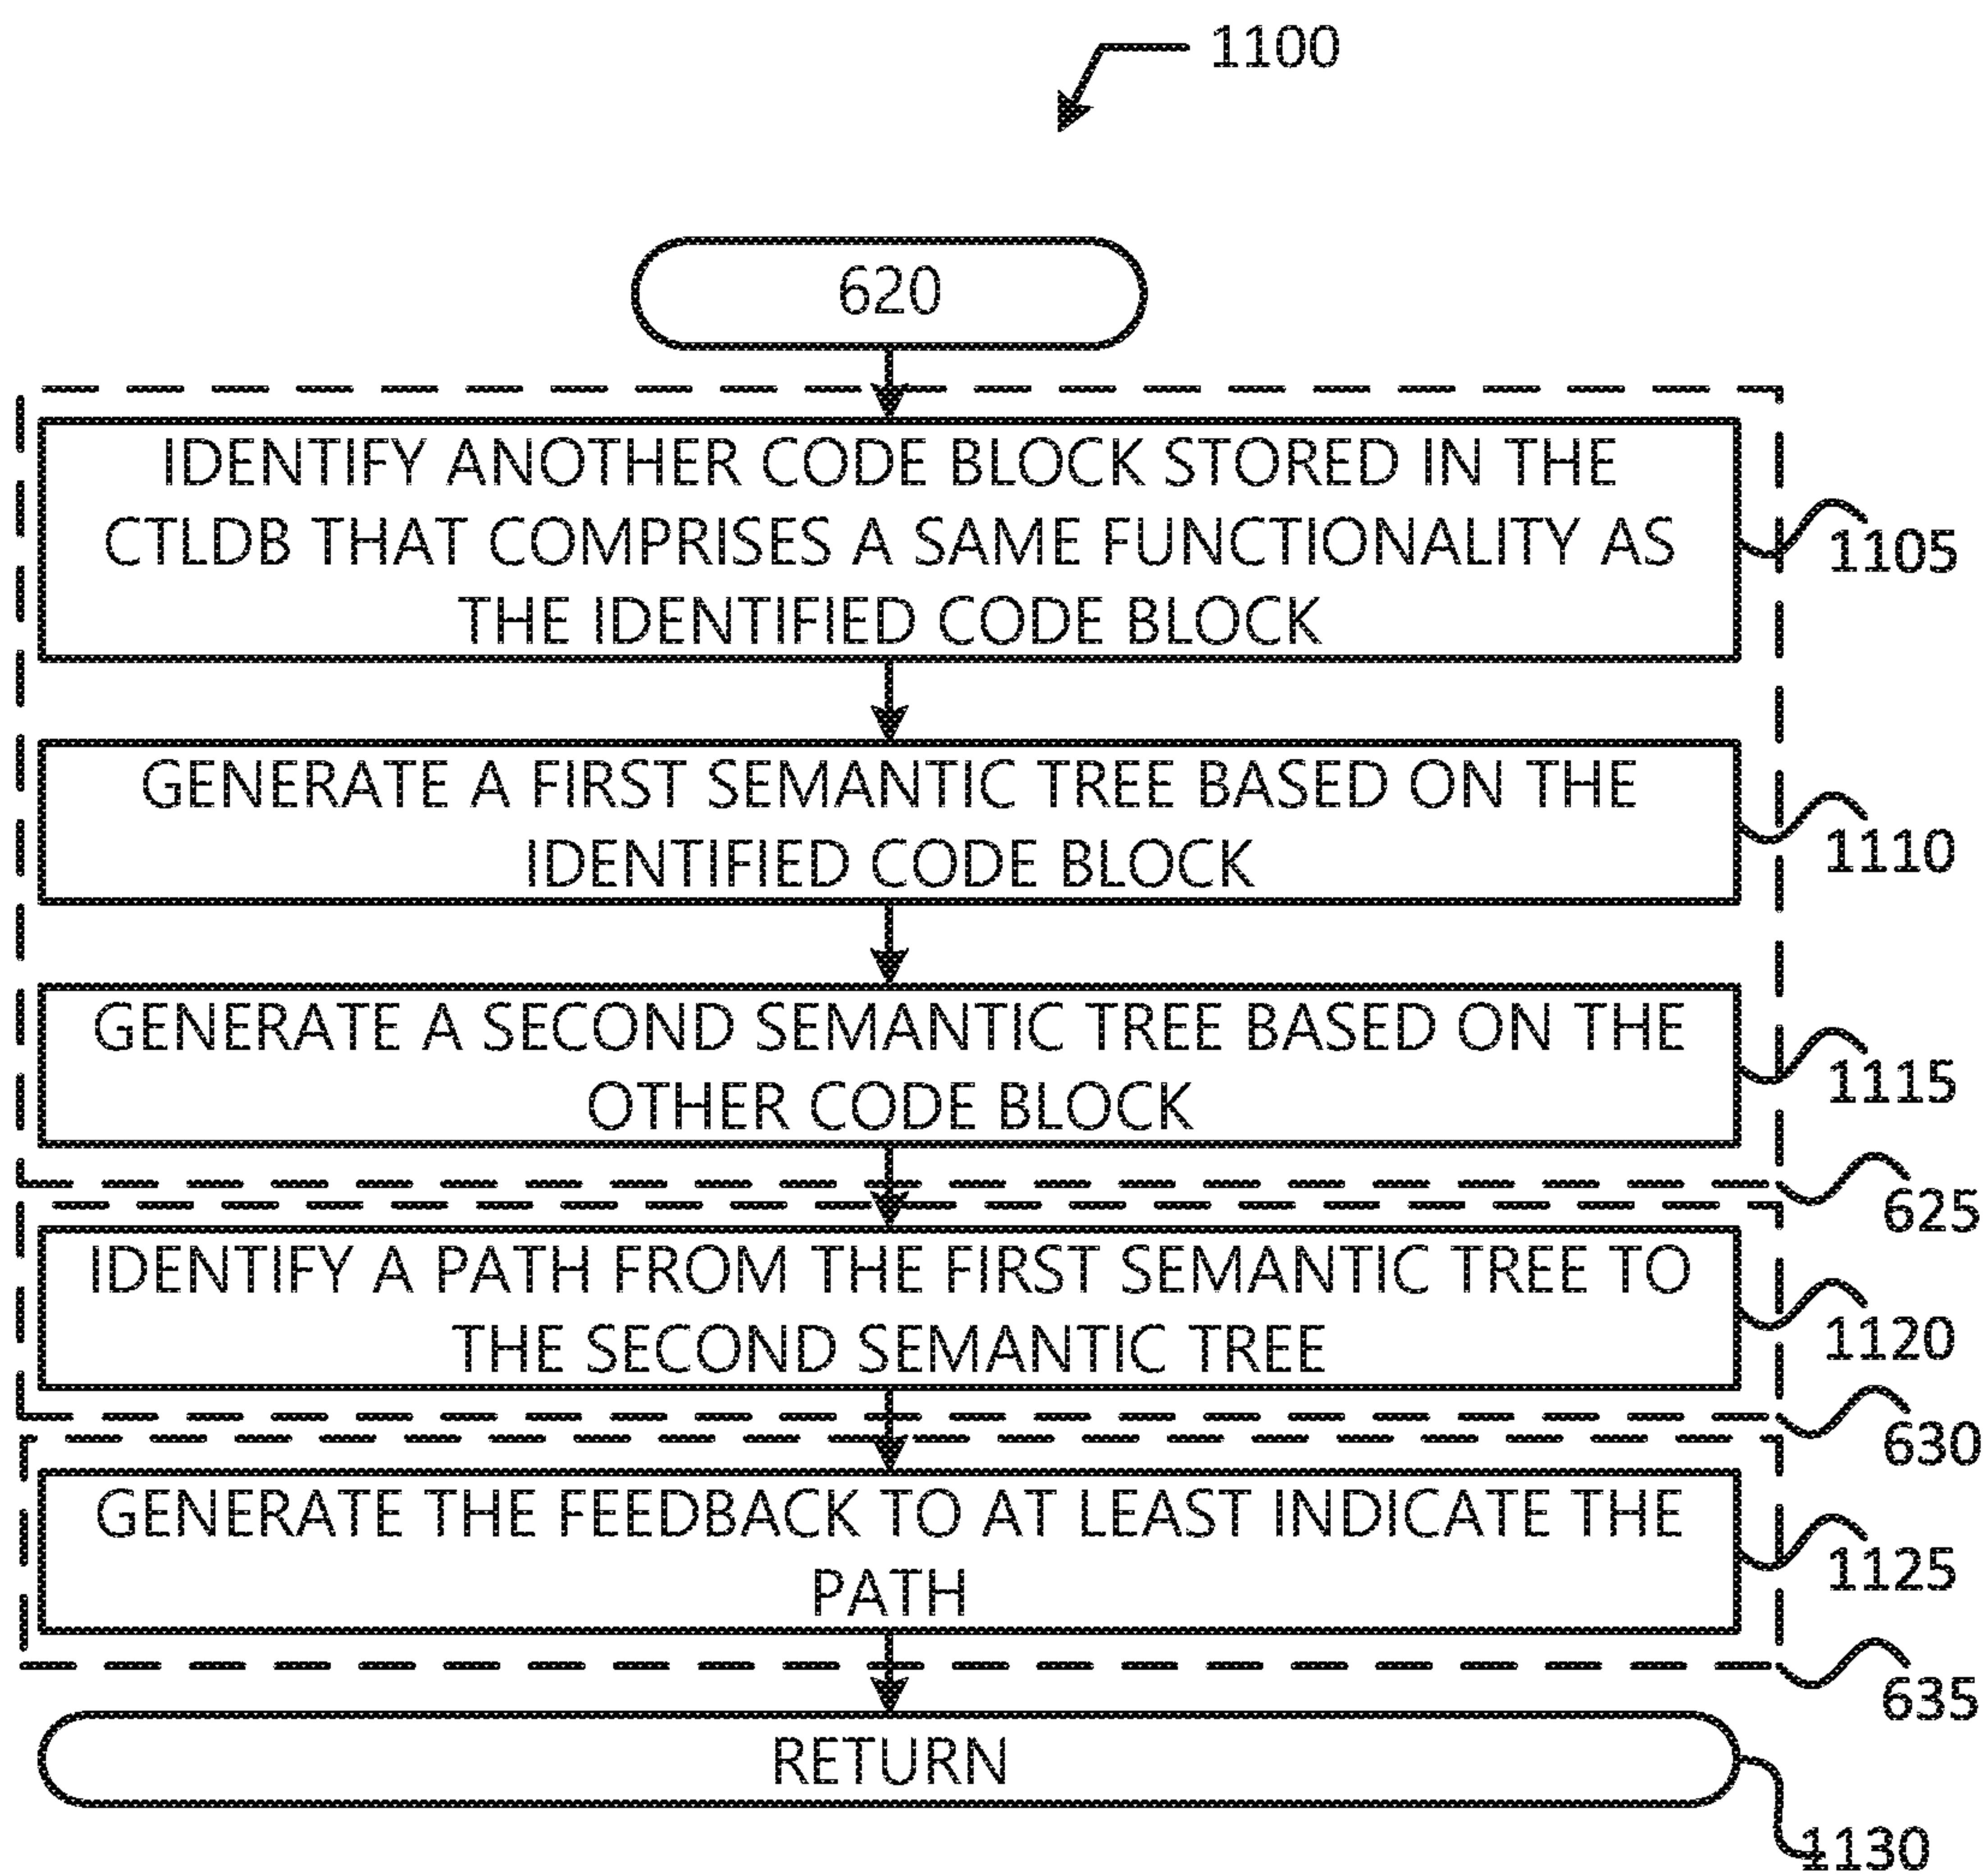 1100
620
IDENTIFY ANOTHER CODE BLOCK STORED IN THE
CTLDB THAT COMPRISES A SAME FUNCTIONALITY AS
THE IDENTIFIED CODE BLOCK
1105
GENERATE A FIRST SEMANTIC TREE BASED ON THE
IDENTIFIED CODE BLOCK
1110
GENERATE A SECOND SEMANTIC TREE BASED ON THE
OTHER CODE BLOCK
1115
625
IDENTIFY A PATH FROM THE FIRST SEMANTIC TREE TO
THE SECOND SEMANTIC TREE
1120
630
GENERATE THE FEEDBACK TO AT LEAST INDICATE THE
PATH
1125
635
RETURN
1130